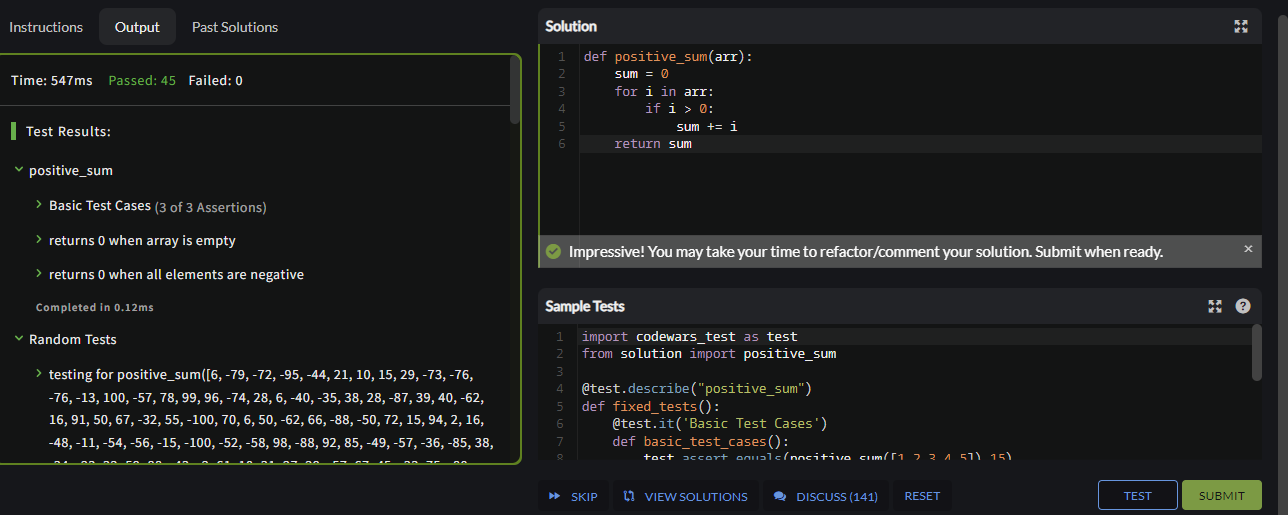 Instructions Output Past Solutions
Time: 547ms Passed: 45 Failed: 0
Test Results:
positive_sum
Basic Test Cases (3 of 3 Assertions)
returns 0 when array is empty
returns 0 when all elements are negative
Completed in 0.12ms
Random Tests
testing for positive_sum([6, -79, -72, -95, -44, 21, 10, 15, 29, -73, -76,
-76, -13, 100, -57, 78, 99, 96, -74, 28, 6, -40, -35, 38, 28, -87, 39, 40, -62,
16, 91, 50, 67, -32, 55, -100, 70, 6, 50, -62, 66, -88, -50, 72, 15, 94, 2, 16,
-48, -11, -54, -56, -15, -100, -52, -58, 98, -88, 92, 85, -49, -57, -36, -85, 38,
Solution
1 def positive_sum(arr):
2 sum = 0
3 for i in arr:
4 if i > 0:
5 sum += i
6 return sum
Impressive! You may take your time to refactor/comment your solution. Submit when ready. ×
Sample Tests ?
1 import codewars_test as test
2 from solution import positive_sum
3
4 @test.describe("positive_sum")
5 def fixed_tests():
6 @test.it('Basic Test Cases')
7 def basic_test_cases():
8 test.assert_equals(positive_sum([1,2,3,4,5]),15)
SKIP VIEW SOLUTIONS DISCUSS (141) RESET TEST SUBMIT